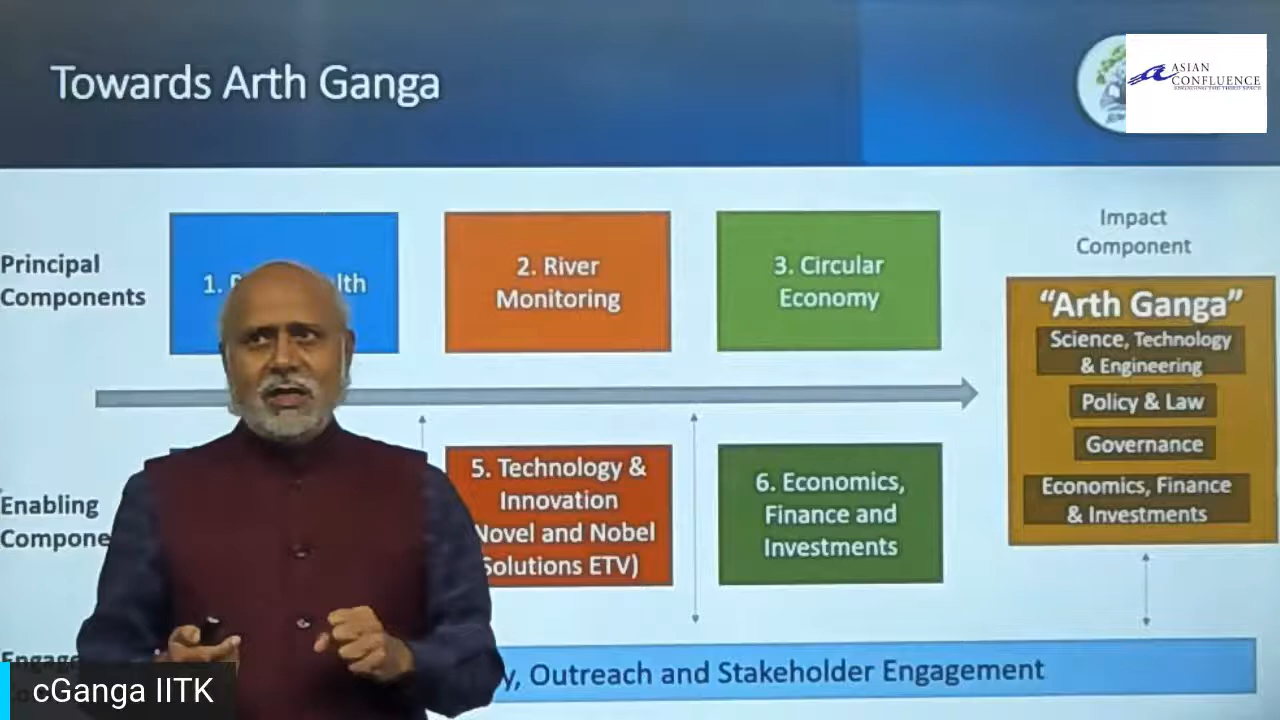 Towards Arth Ganga
ASIAN
CONFLUENCE
Principal
Components
1.
2. River
Monitoring
3. Circular
Economy
Impact
Component
"Arth Ganga"
Science, Technology
& Engineering
Policy & Law
Governance
Economics, Finance
& Investments
Enabling
5. Technology &
Innovation
Novel and Nobel
Solutions ETV)
6. Economics,
Finance and
Investments
Outreach and Stakeholder Engagement
cGanga IITK